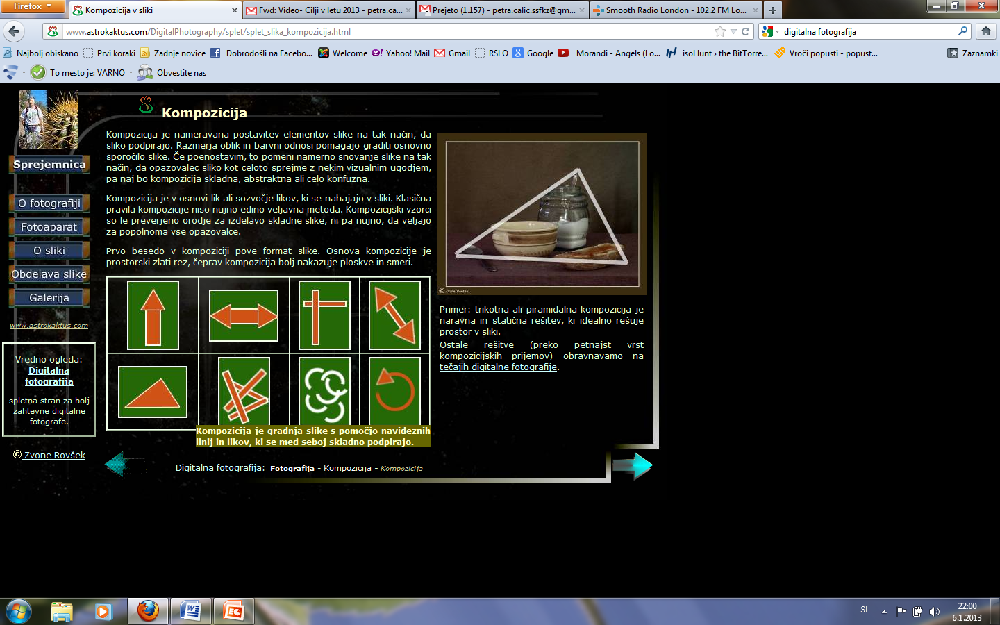 Firefox
Kompozicija v sliki
Fwd: Video- Cilji v letu 2013 - petra.ca...
Prejeto (1.157) - petra.calic.ssfkz@gm...
Smooth Radio London - 102.2 FM Lo...
www.astrokaktus.com/DigitalPhotography/splet/splet_slika_kompozicija.html
digitalna fotografija
Najbolj obiskano
Prvi koraki
Zadnje novice
Dobrodošli na Facebo...
Welcome
Yahoo! Mail
Gmail
RSLO
Google
Morandi - Angels (Lo...
isoHunt › the BitTorre...
Vroči popusti - popust...
Zaznamki
To mesto je: VARNO
Obvestite nas
Kompozicija
Sprejemnica
O fotografiji
Fotoaparat
O sliki
Obdelava slike
Galerija
www.astrokaktus.com
Vredno ogleda:
Digitalna
fotografija
spletna stran za bolj
zahtevne digitalne
fotografe.
© Zvone Rovšek
Kompozicija je nameravana postavitev elementov slike na tak način, da
sliko podpirajo. Razmerja oblik in barvni odnosi pomagajo graditi osnovno
sporočilo slike. Če poenostavim, to pomeni namerno snovanje slike na tak
način, da opazovalec sliko kot celoto sprejme z nekim vizualnim ugodjem,
pa naj bo kompozicija skladna, abstraktna ali celo konfuzna.
Kompozicija je v osnovi lik ali sozvočje likov, ki se nahajajo v sliki. Klasična
pravila kompozicije niso nujno edino veljavna metoda. Kompozicijski vzorci
so le preverjeno orodje za izdelavo skladne slike, ni pa nujno, da veljajo
za popolnoma vse opazovalce.
Prvo besedo v kompoziciji pove format slike. Osnova kompozicije je
prostorski zlati rez, čeprav kompozicija bolj nakazuje ploskve in smeri.
Kompozicija je gradnja slike s pomočjo navideznih
linij in likov, ki se med seboj skladno podpirajo.
© Zvone Rovšek
Primer: trikotna ali piramidalna kompozicija je
naravna in statična rešitev, ki idealno rešuje
prostor v sliki.
Ostale rešitve (preko petnajst vrst
kompozicijskih prijemov) obravnavamo na
tečajih digitalne fotografije.
Digitalna fotografija: Fotografija - Kompozicija - Kompozicija
SL
22:00
6.1.2013